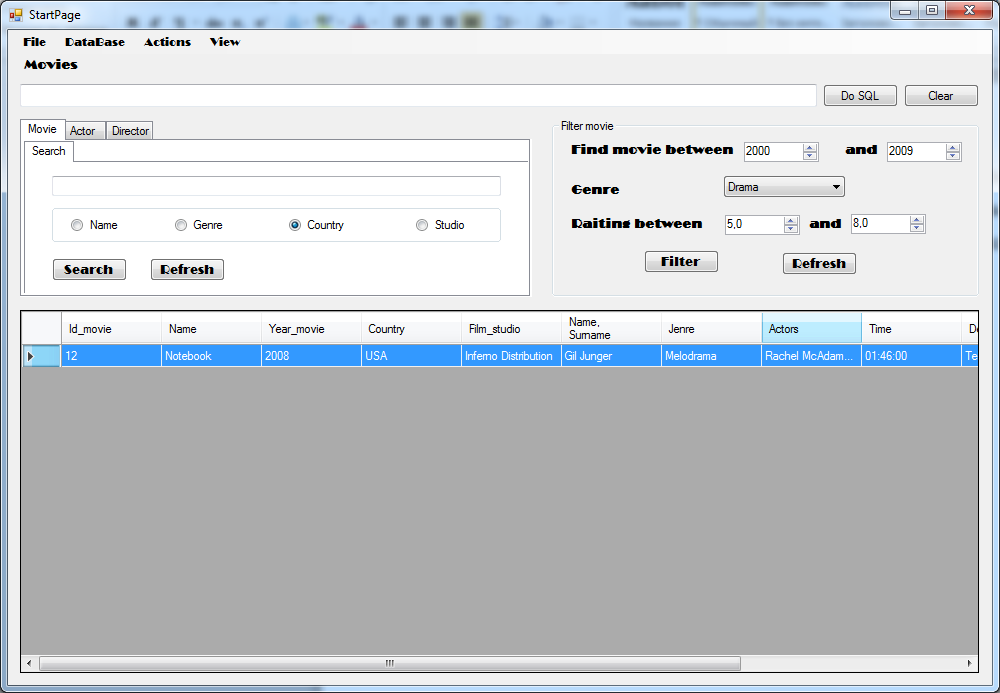 StartPage
File DataBase Actions View
Movies
Do SQL Clear
Movie Actor Director
Search
Name Genre Country Studio
Search Refresh
Filter movie
Find movie between 2000 and 2009
Genre Drama
Raiting between 5,0 and 8,0
Filter Refresh
Id_movie Name Year_movie Country Film_studio Name, Surname Jenre Actors Time
12 Notebook 2008 USA Inferno Distribution Gil Junger Melodrama Rachel McAdam... 01:46:00